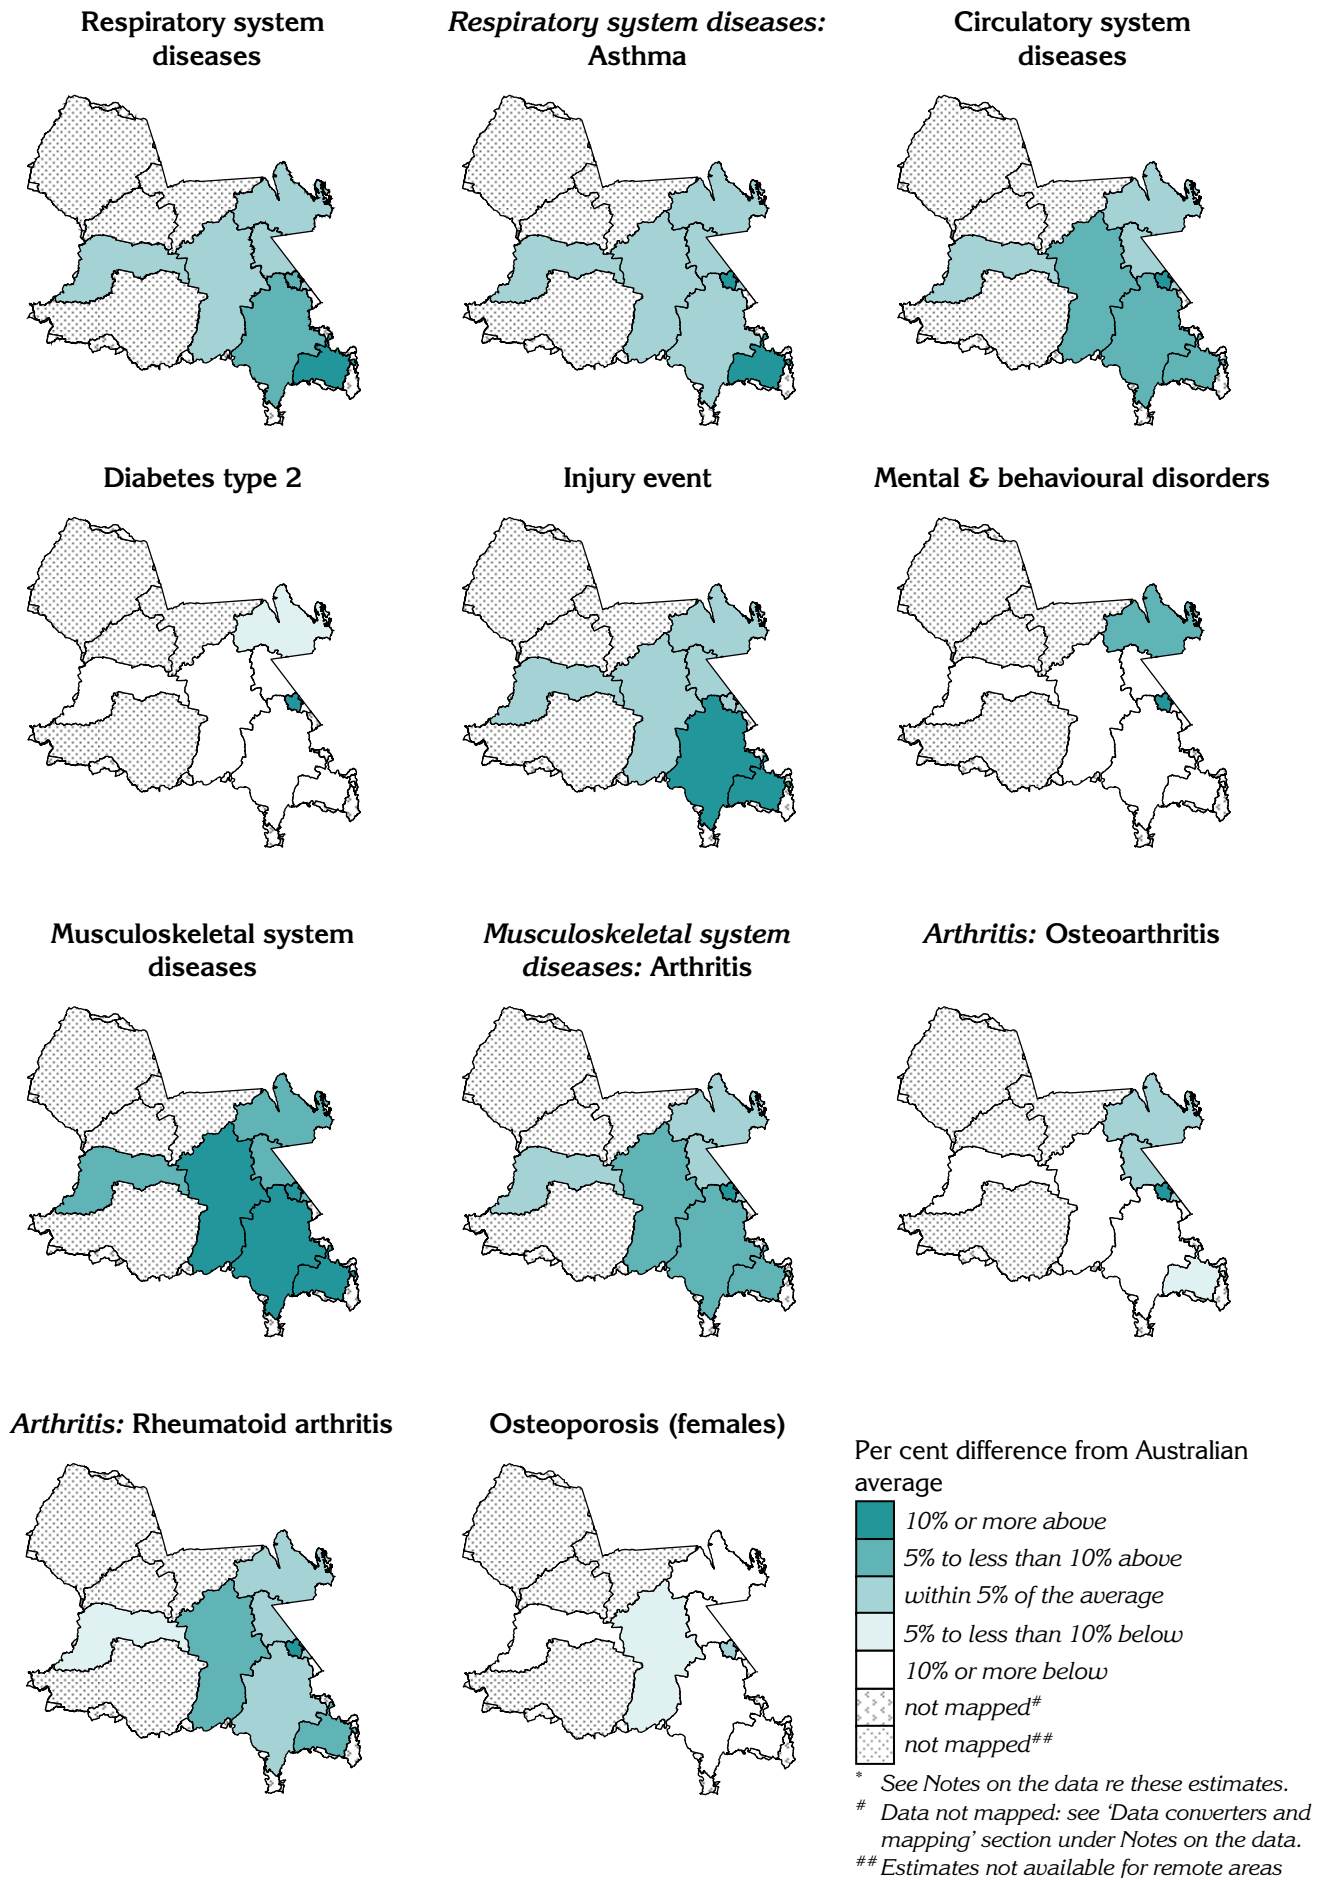 Respiratory system
diseases
Respiratory system diseases:
Asthma
Circulatory system
diseases
Diabetes type 2
Injury event
Mental & behavioural disorders
Musculoskeletal system
diseases
Musculoskeletal system
diseases: Arthritis
Arthritis: Osteoarthritis
Arthritis: Rheumatoid arthritis
Osteoporosis (females)
Per cent difference from Australian
average
10% or more above
5% to less than 10% above
within 5% of the average
5% to less than 10% below
10% or more below
not mapped#
not mapped##
* See Notes on the data re these estimates.
# Data not mapped: see ‘Data converters and
mapping’ section under Notes on the data.
## Estimates not available for remote areas